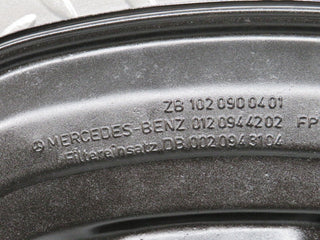 ZB 102 090 04 01
MERCEDES-BENZ 012 094 42 02 FP
Filtereinsatz DB 002 094 31 04